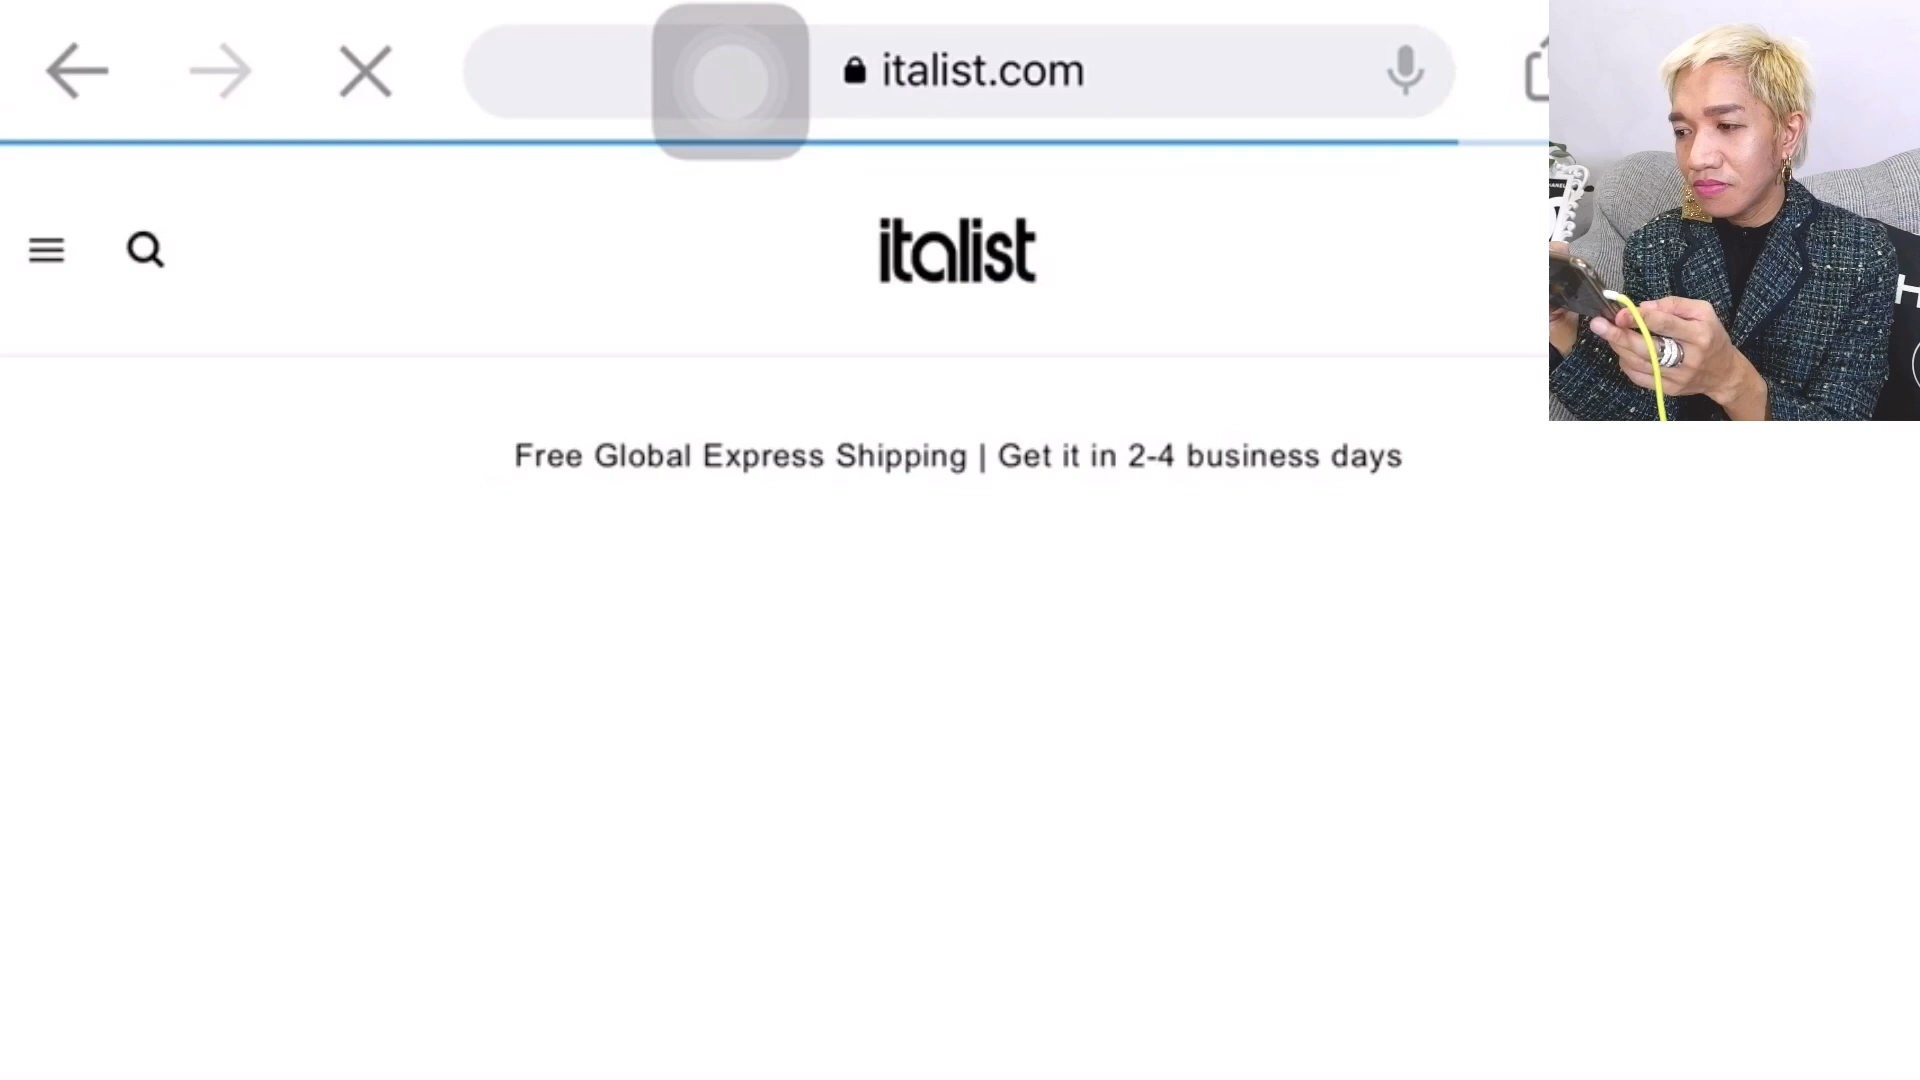 italist.com
italist
Free Global Express Shipping | Get it in 2-4 business days
H